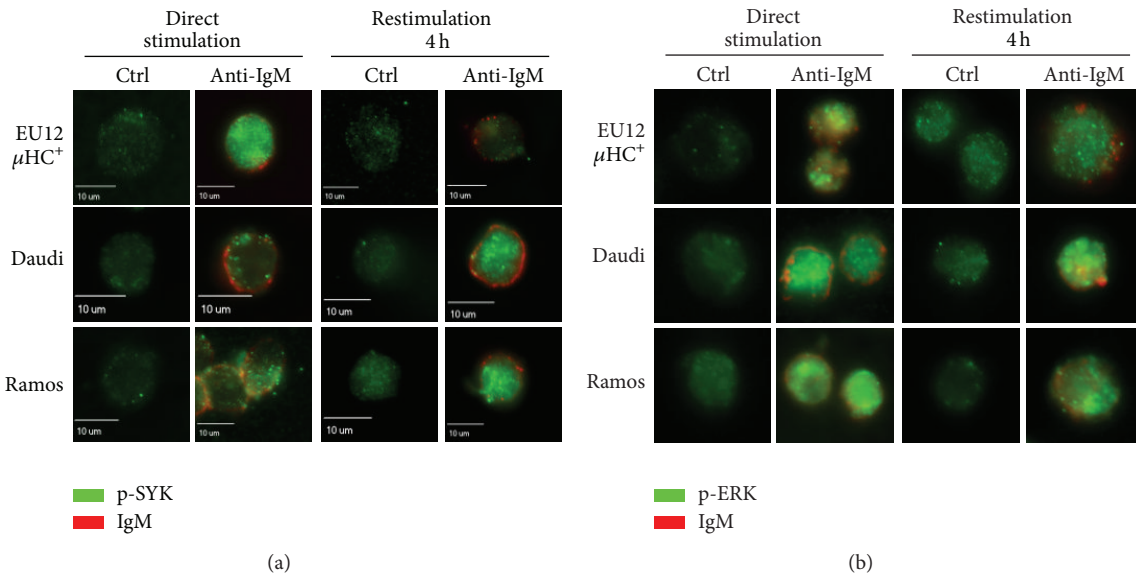 Direct
stimulation
Restimulation
4 h
Ctrl
Anti-IgM
Ctrl
Anti-IgM
EU12
μHC⁺
10 um
10 um
10 um
10 um
Daudi
10 um
10 um
10 um
10 um
Ramos
10 um
10 um
10 um
10 um
p-SYK
IgM
(a)
Direct
stimulation
Restimulation
4 h
Ctrl
Anti-IgM
Ctrl
Anti-IgM
EU12
μHC⁺
Daudi
Ramos
p-ERK
IgM
(b)